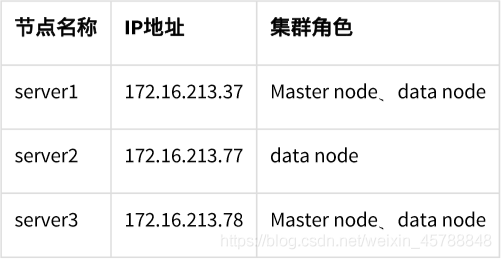 节点名称 IP地址 集群角色
server1 172.16.213.37 Master node、data node
server2 172.16.213.77 data node
server3 172.16.213.78 Master node、data node
https://blog.csdn.net/weixin_45788848